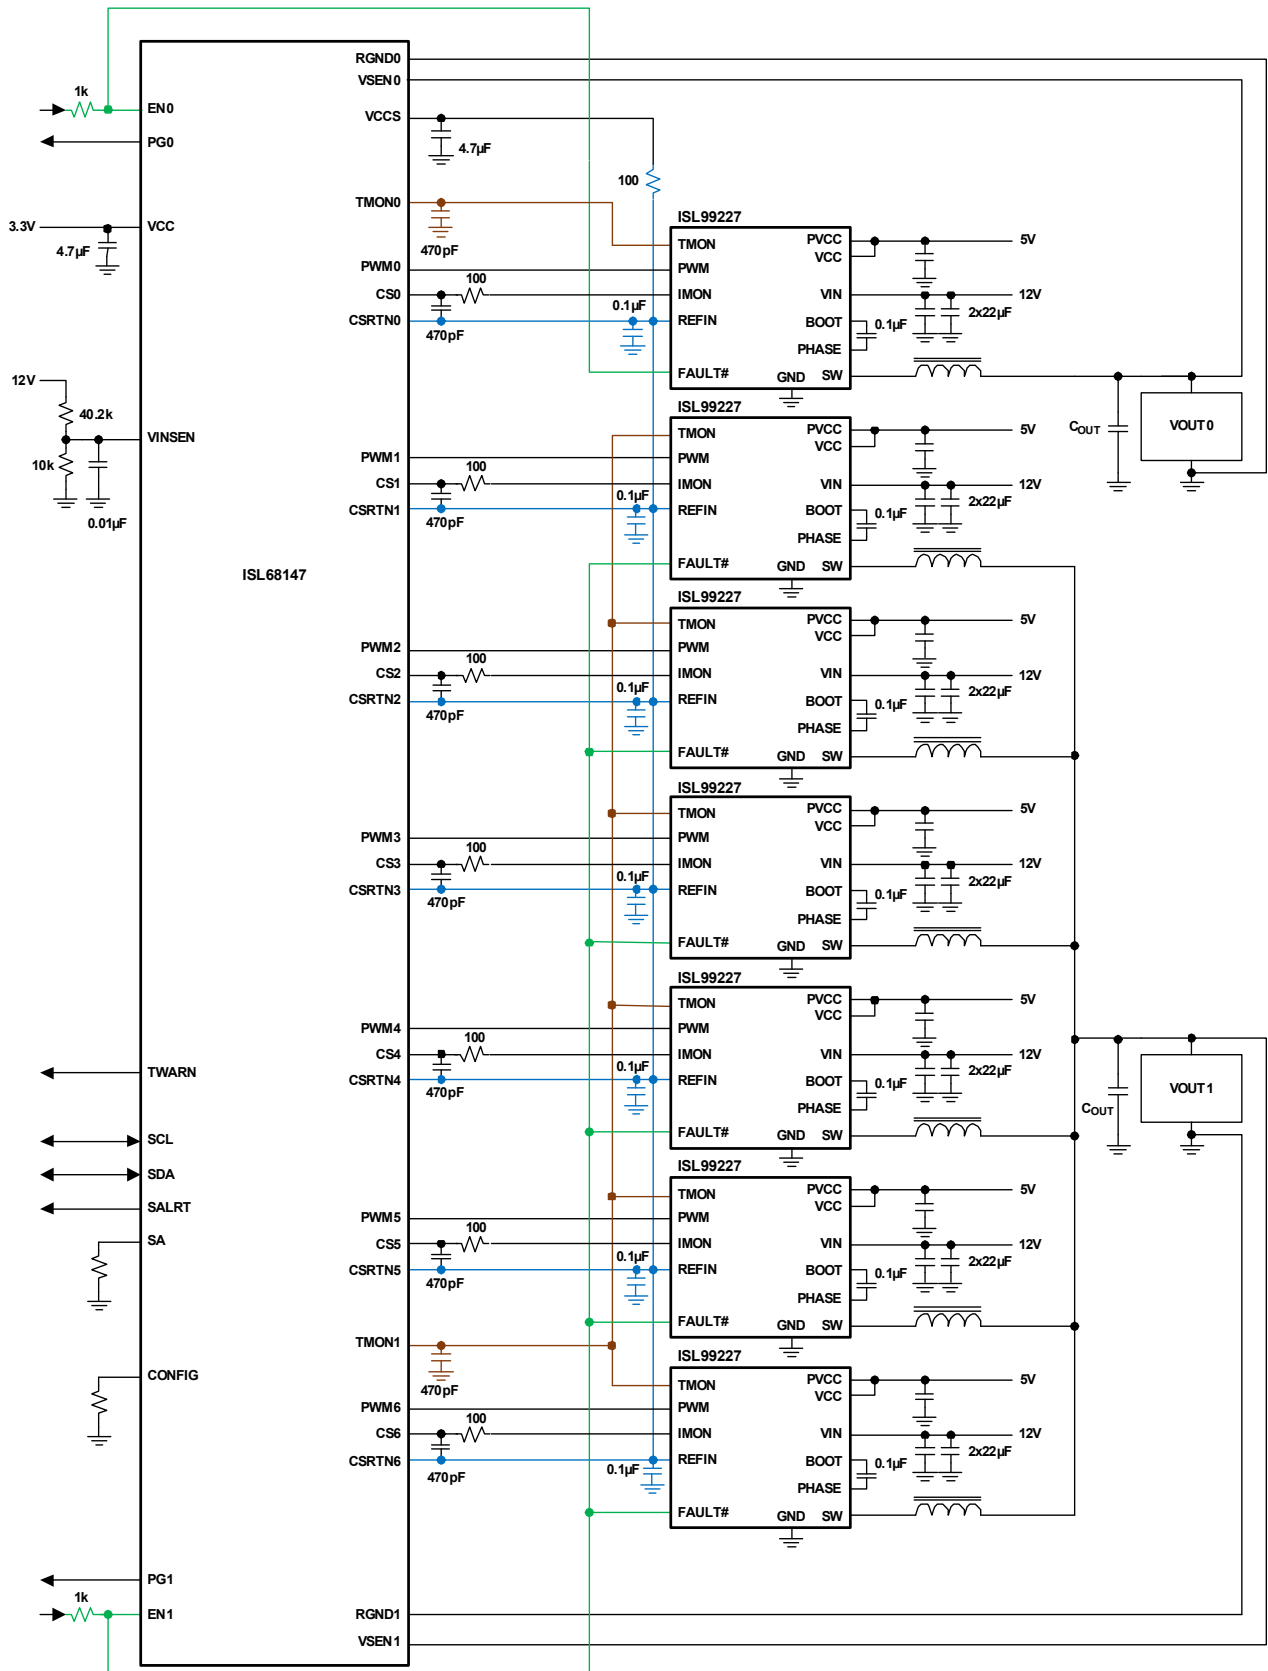 RGND0
VSEN0
1k
EN0
VCCS
PG0
4.7µF
100
TMON0
ISL99227
3.3V
VCC
470pF
TMON
PVCC
5V
VCC
4.7µF
PWM0
PWM
100
CS0
IMON
VIN
12V
0.1µF
2x22µF
CSRTN0
REFIN
BOOT
0.1µF
470pF
PHASE
12V
FAULT#
GND
SW
40.2k
ISL99227
COUT
VOUT0
VINSEN
TMON
PVCC
5V
VCC
10k
PWM1
PWM
100
CS1
IMON
VIN
12V
0.1µF
2x22µF
CSRTN1
REFIN
BOOT
0.1µF
0.01µF
470pF
PHASE
ISL68147
FAULT#
GND
SW
ISL99227
TMON
PVCC
5V
VCC
PWM2
PWM
100
CS2
IMON
VIN
12V
0.1µF
2x22µF
CSRTN2
REFIN
BOOT
0.1µF
470pF
PHASE
FAULT#
GND
SW
ISL99227
TMON
PVCC
5V
VCC
PWM3
PWM
100
CS3
IMON
VIN
12V
0.1µF
2x22µF
CSRTN3
REFIN
BOOT
0.1µF
470pF
PHASE
FAULT#
GND
SW
ISL99227
TMON
PVCC
5V
VCC
PWM4
PWM
100
CS4
IMON
VIN
12V
0.1µF
2x22µF
TWARN
CSRTN4
REFIN
BOOT
0.1µF
470pF
PHASE
COUT
VOUT1
SCL
FAULT#
GND
SW
SDA
ISL99227
TMON
PVCC
5V
VCC
SALRT
PWM5
PWM
100
SA
CS5
IMON
VIN
12V
0.1µF
2x22µF
CSRTN5
REFIN
BOOT
0.1µF
470pF
PHASE
FAULT#
GND
SW
TMON1
ISL99227
CONFIG
470pF
TMON
PVCC
5V
VCC
PWM6
PWM
100
CS6
IMON
VIN
12V
2x22µF
CSRTN6
0.1µF
REFIN
BOOT
0.1µF
470pF
PHASE
FAULT#
GND
SW
PG1
1k
EN1
RGND1
VSEN1